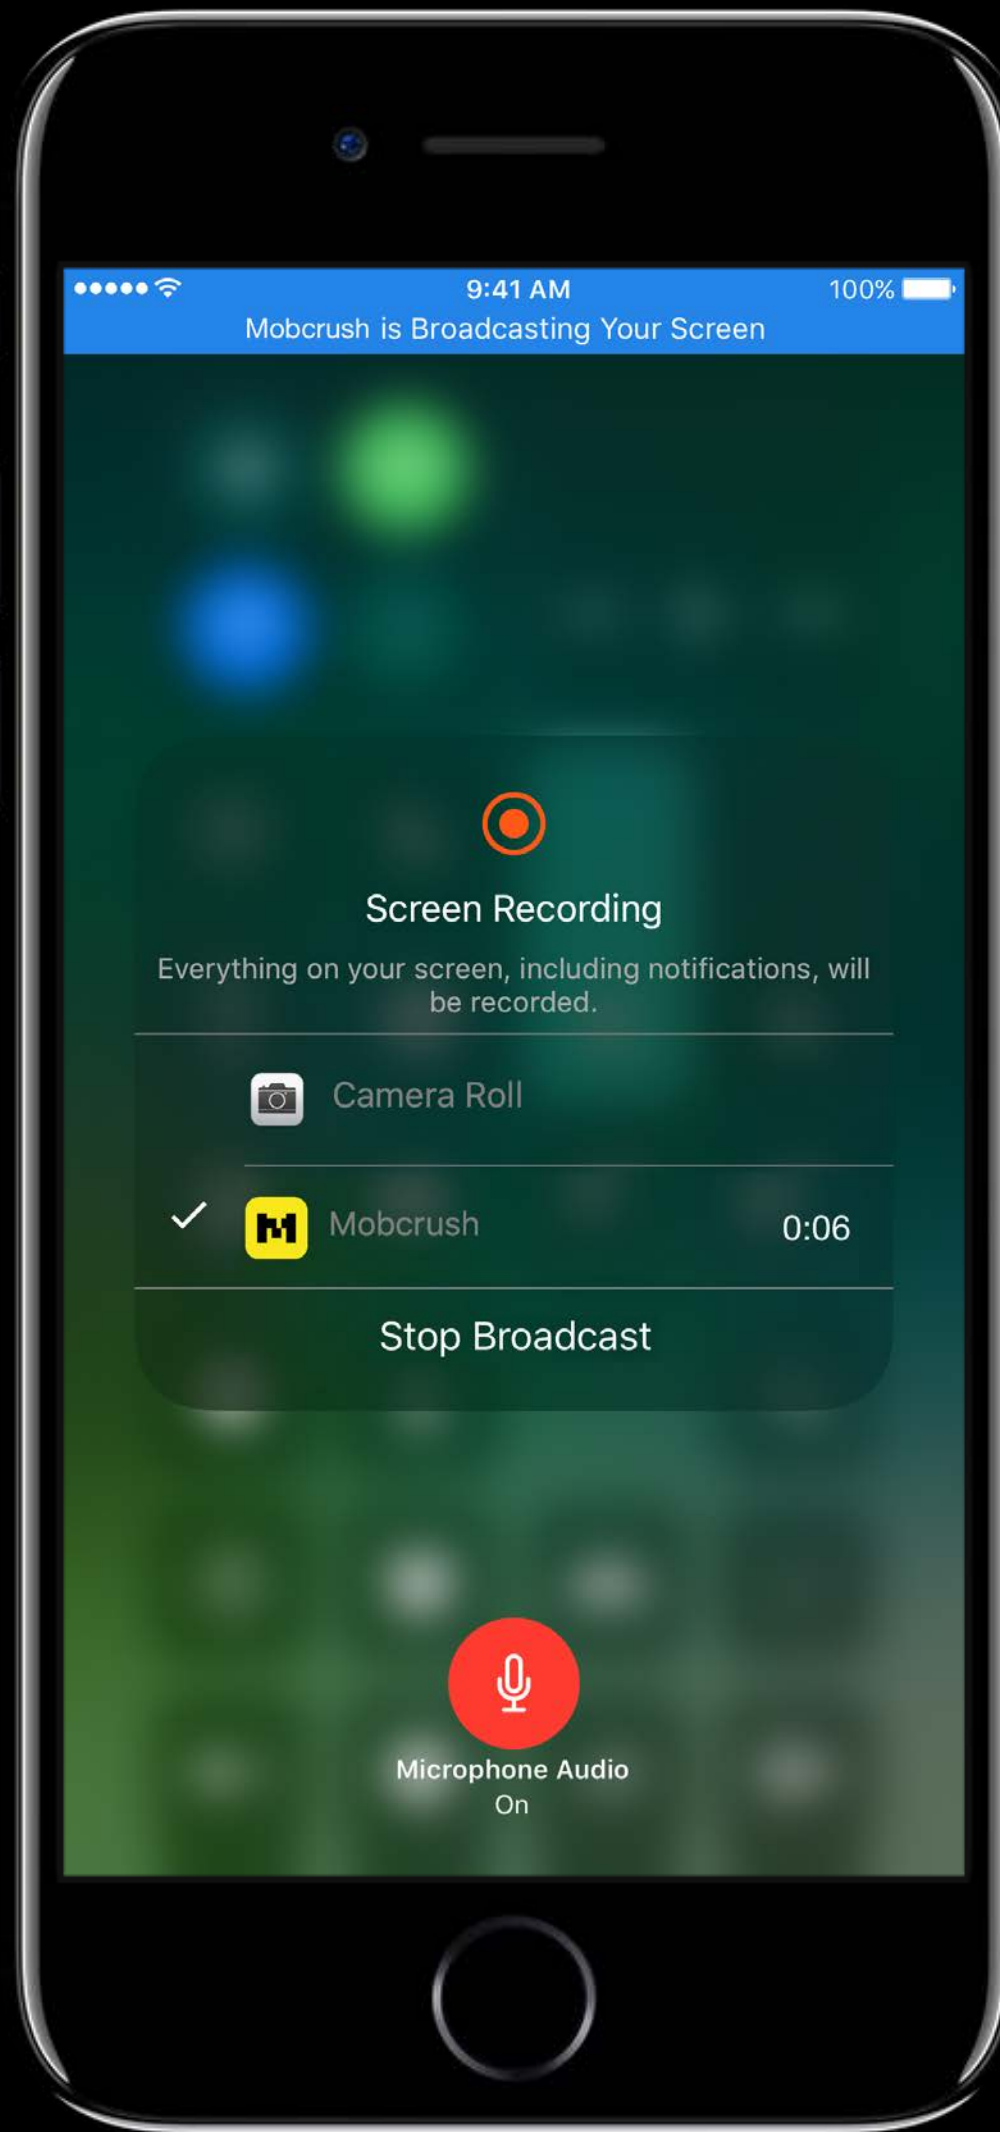 9:41 AM
100%
Mobcrush is Broadcasting Your Screen
Screen Recording
Everything on your screen, including notifications, will
be recorded.
Camera Roll
M
Mobcrush
0:06
Stop Broadcast
Microphone Audio
On